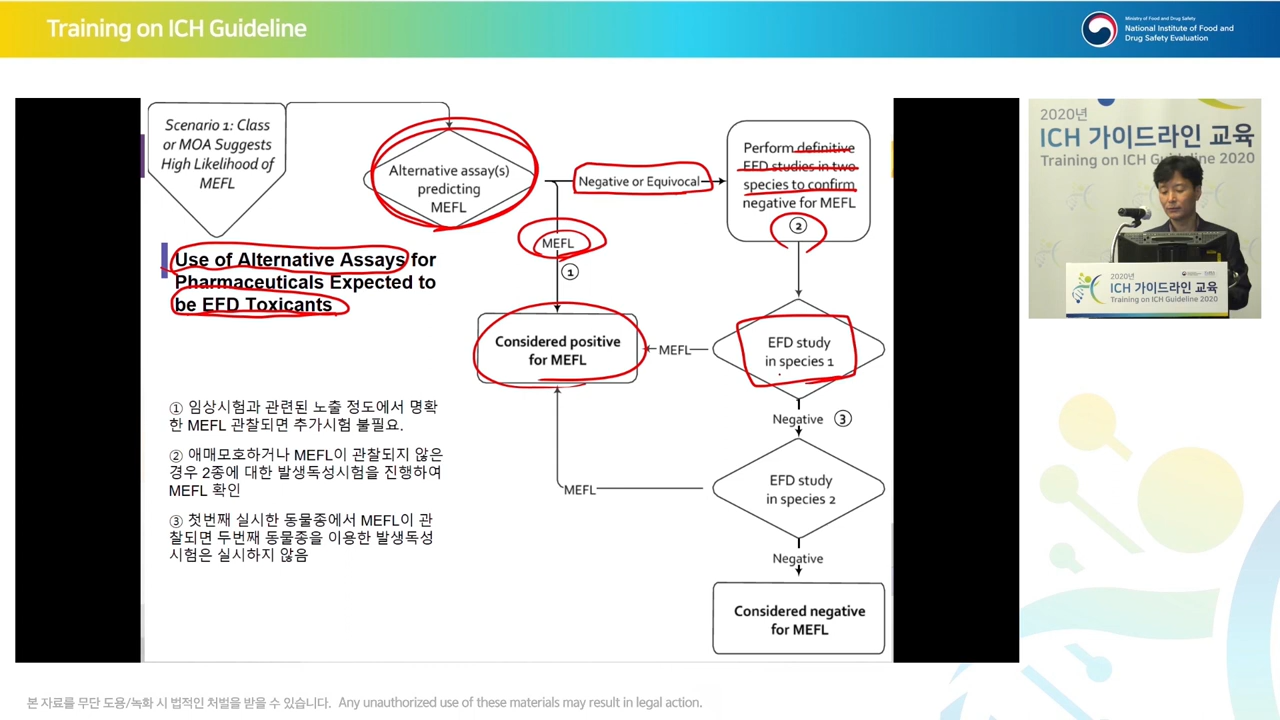 Training on ICH Guideline
Ministry of Food and Drug Safety
National Institute of Food and
Drug Safety Evaluation
Scenario 1: Class
or MOA Suggests
High Likelihood of
MEFL
Alternative assay(s)
predicting
MEFL
Negative or Equivocal
Perform definitive
EFD studies in two
species to confirm
negative for MEFL
②
MEFL
①
Use of Alternative Assays for
Pharmaceuticals Expected to
be EFD Toxicants
Considered positive
for MEFL
MEFL
EFD study
in species 1
Negative ③
① 임상시험과 관련된 노출 정도에서 명확
한 MEFL 관찰되면 추가시험 불필요.
② 애매모호하거나 MEFL이 관찰되지 않은
경우 2종에 대한 발생독성시험을 진행하여
MEFL 확인
③ 첫번째 실시한 동물종에서 MEFL이 관
찰되면 두번째 동물종을 이용한 발생독성
시험은 실시하지 않음
MEFL
EFD study
in species 2
Negative
Considered negative
for MEFL
2020년
ICH 가이드라인 교육
Training on ICH Guideline 2020
2020년
ICH 가이드라인 교육
Training on ICH Guideline 2020
본 자료를 무단 도용/녹화 시 법적인 처벌을 받을 수 있습니다. Any unauthorized use of these materials may result in legal action.